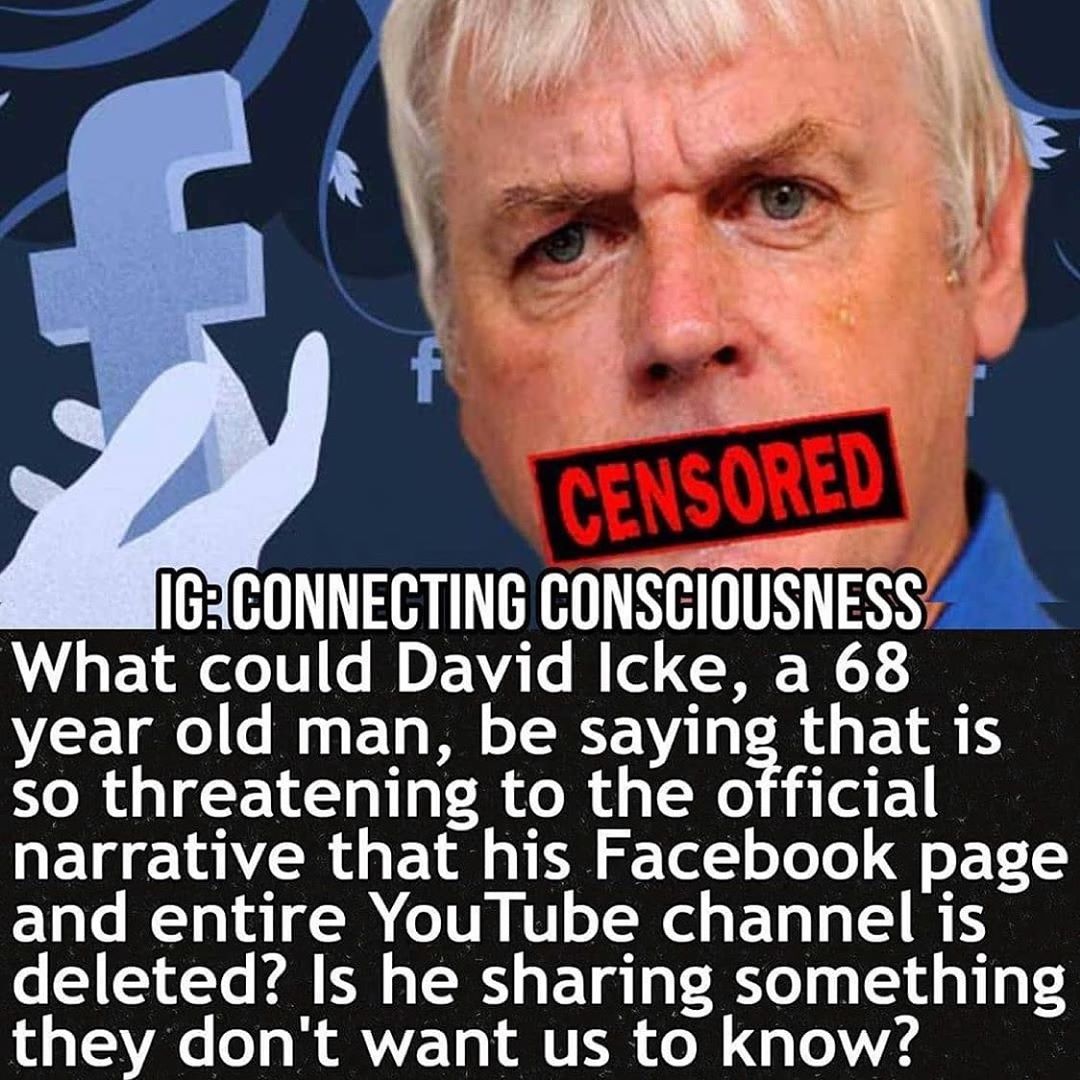 CENSORED
IG: CONNECTING CONSCIOUSNESS
What could David Icke, a 68
year old man, be saying that is
so threatening to the official
narrative that his Facebook page
and entire YouTube channel is
deleted? Is he sharing something
they don't want us to know?